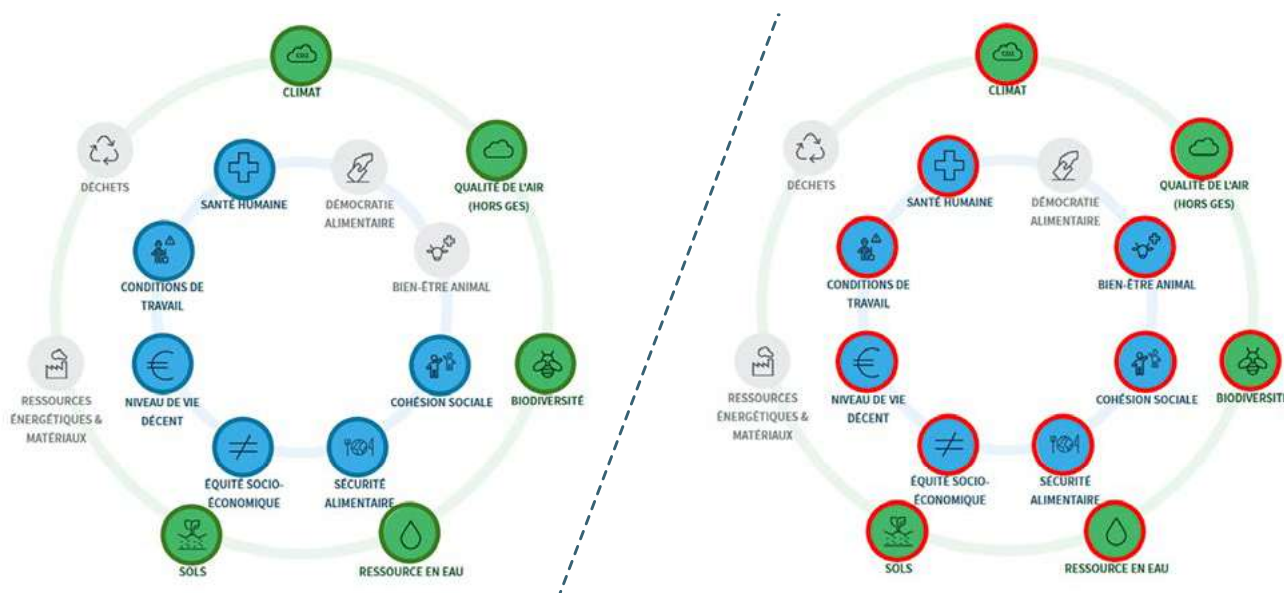 CO2
CLIMAT
DÉCHETS
SANTÉ HUMAINE
DÉMOCRATIE
ALIMENTAIRE
QUALITÉ DE L'AIR
(HORS GES)
CONDITIONS DE
TRAVAIL
BIEN-ÊTRE ANIMAL
RESSOURCES
ÉNERGÉTIQUES &
MATÉRIAUX
NIVEAU DE VIE
DÉCENT
COHÉSION SOCIALE
BIODIVERSITÉ
ÉQUITÉ SOCIO-
ÉCONOMIQUE
SÉCURITÉ
ALIMENTAIRE
SOLS
RESSOURCE EN EAU
CO2
CLIMAT
DÉCHETS
SANTÉ HUMAINE
DÉMOCRATIE
ALIMENTAIRE
QUALITÉ DE L'AIR
(HORS GES)
CONDITIONS DE
TRAVAIL
BIEN-ÊTRE ANIMAL
RESSOURCES
ÉNERGÉTIQUES &
MATÉRIAUX
NIVEAU DE VIE
DÉCENT
COHÉSION SOCIALE
BIODIVERSITÉ
ÉQUITÉ SOCIO-
ÉCONOMIQUE
SÉCURITÉ
ALIMENTAIRE
SOLS
RESSOURCE EN EAU